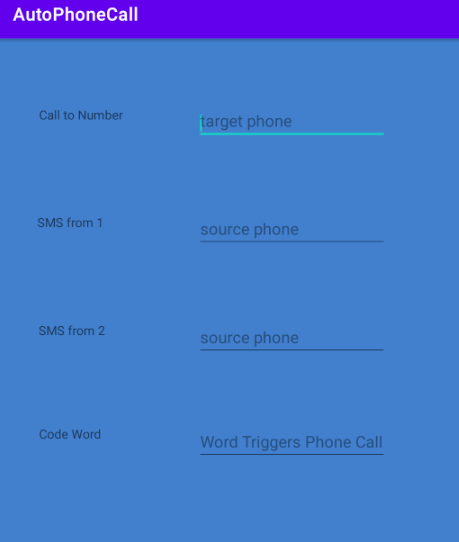 AutoPhoneCall
Call to Number
target phone
SMS from 1
source phone
SMS from 2
source phone
Code Word
Word Triggers Phone Call